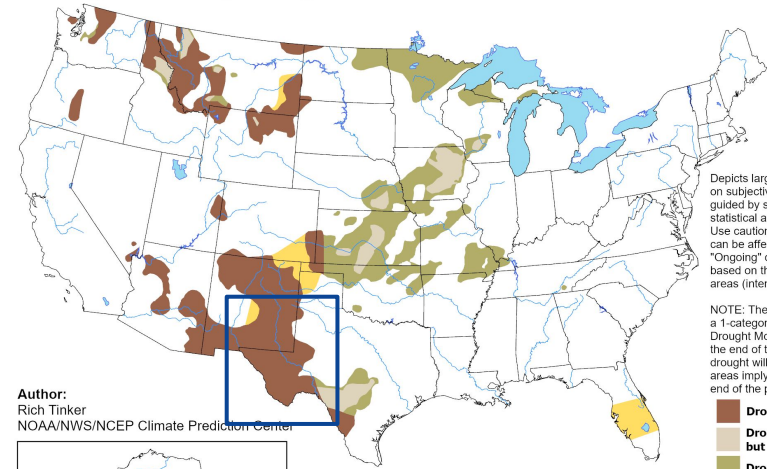 Depicts larg
on subjectiv
guided by s
statistical a
Use caution
can be affe
"Ongoing" d
based on th
areas (inter
NOTE: The
a 1-categor
Drought Mo
the end of t
drought will
areas imply
end of the p
Author:
Rich Tinker
NOAA/NWS/NCEP Climate Prediction Center
Dro
Dro
but
Dro